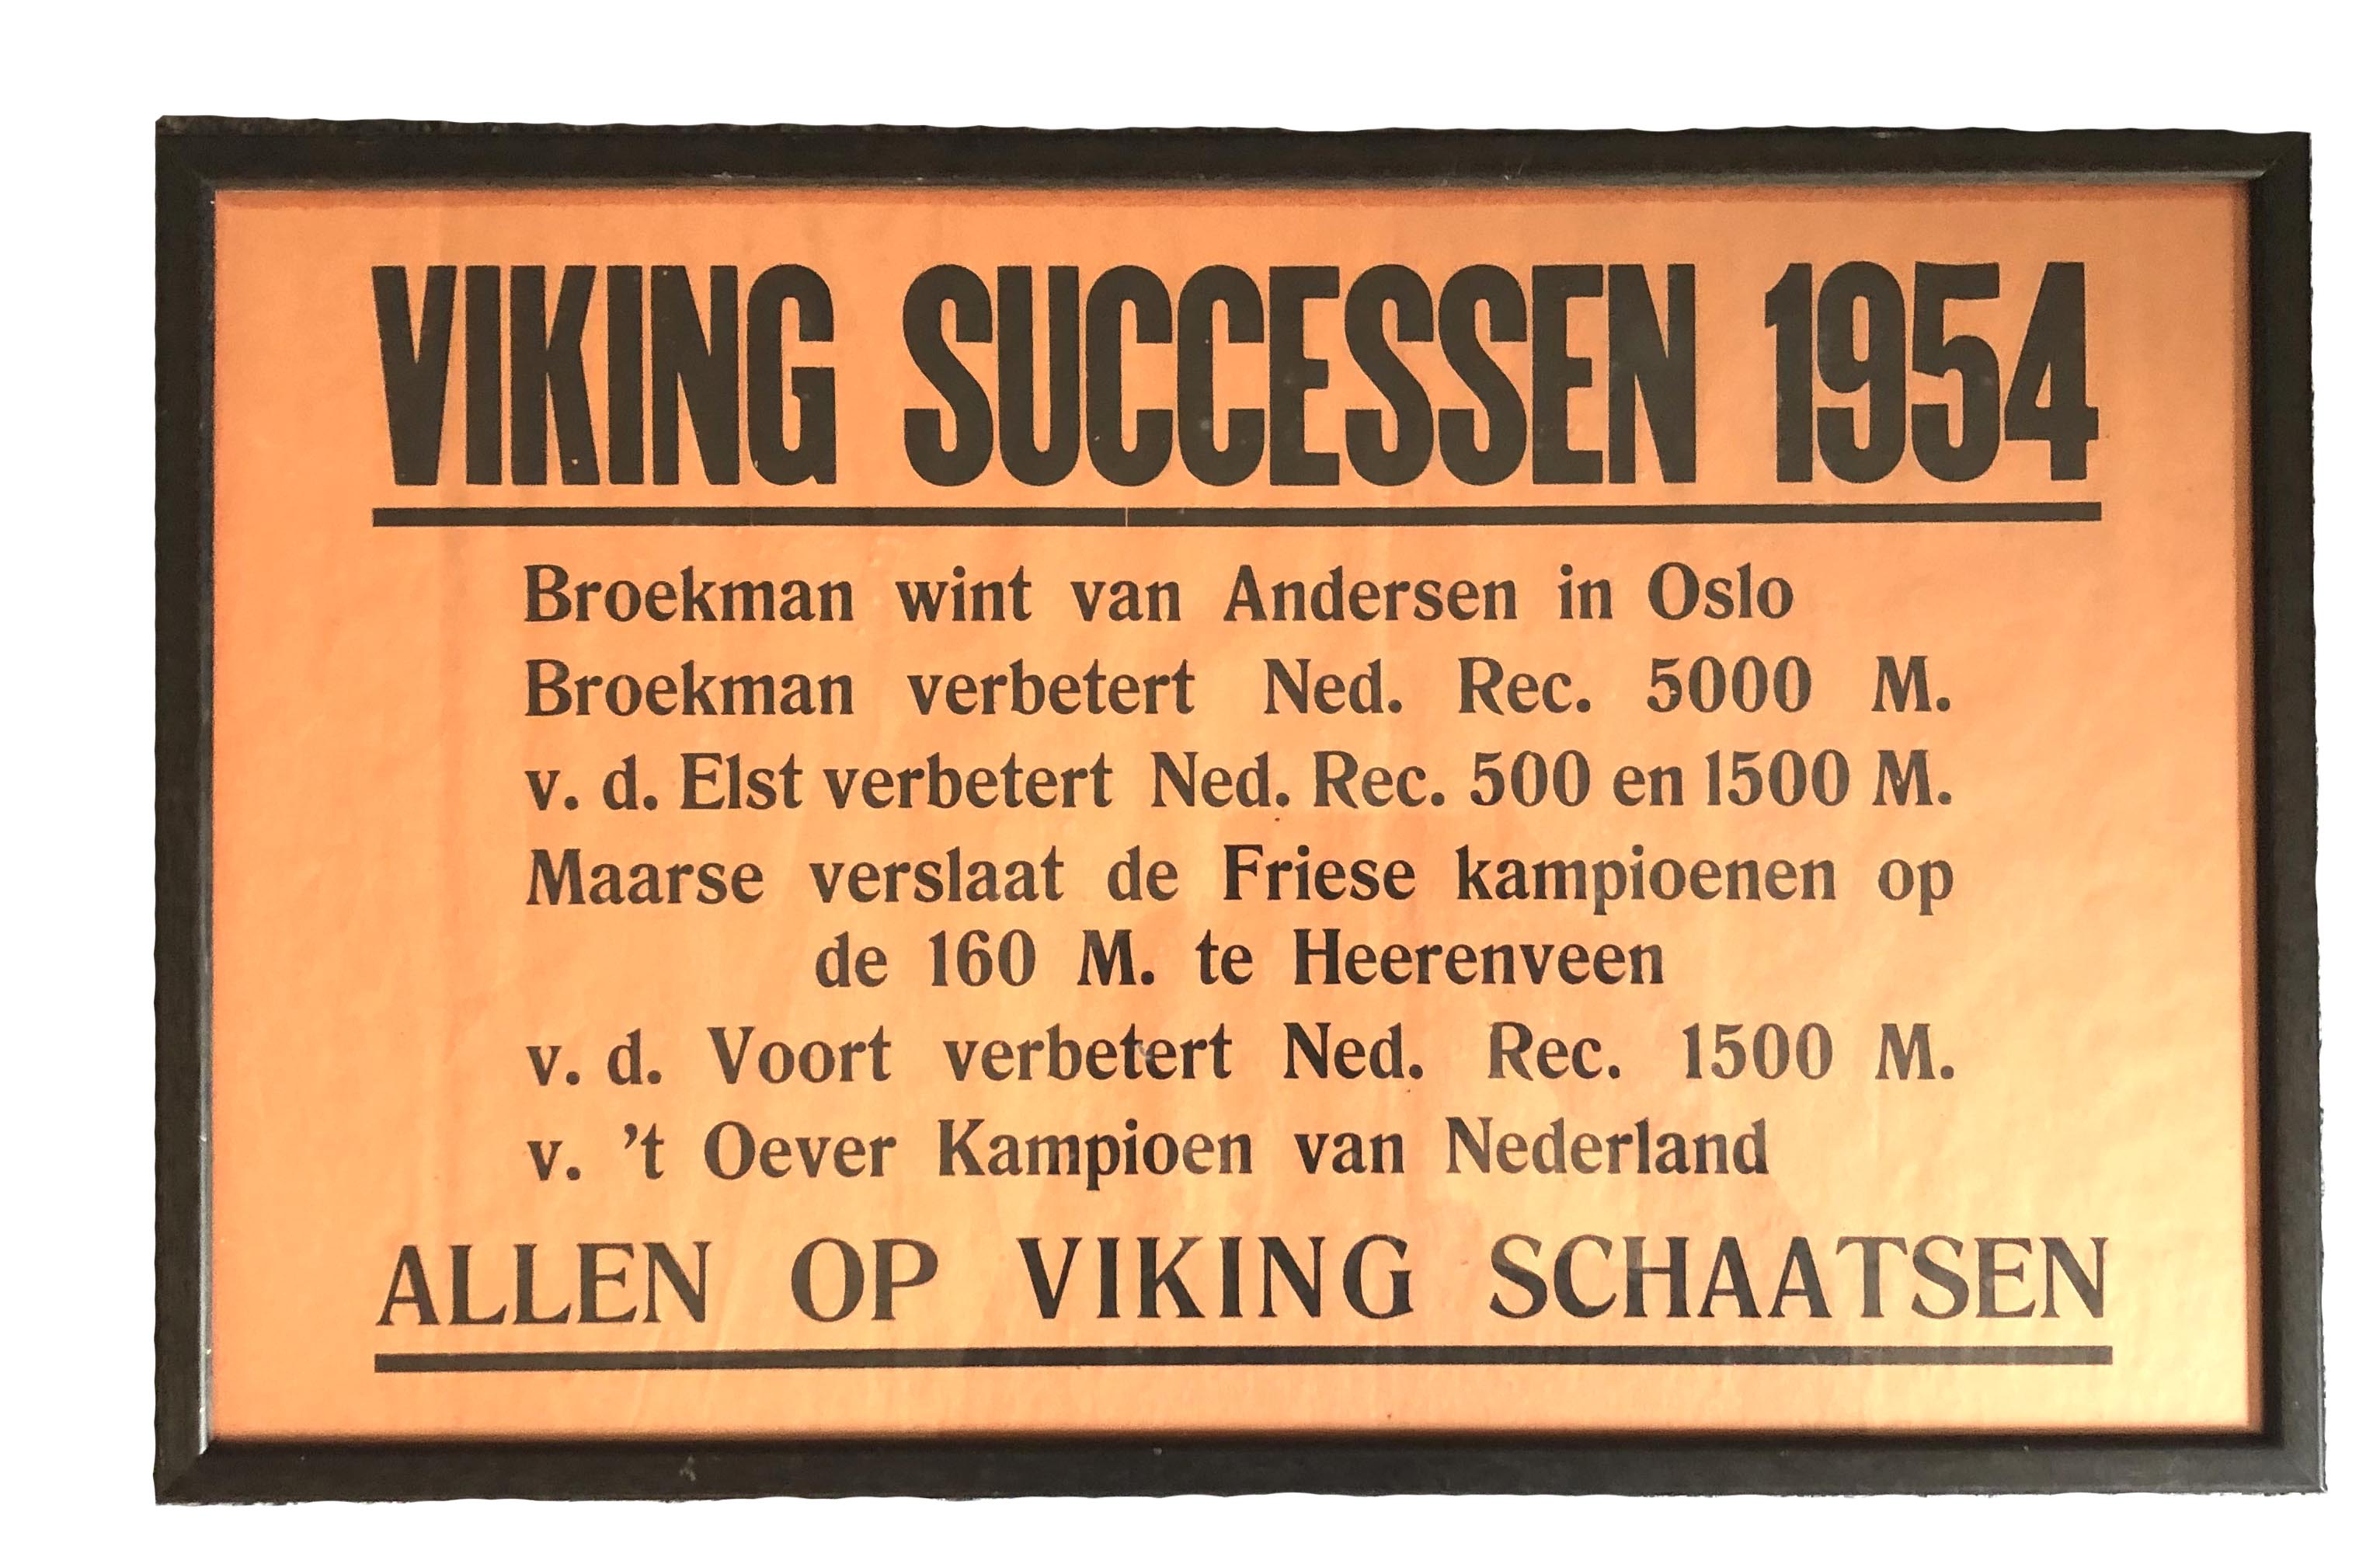 VIKING SUCCESSEN 1954
Broekman wint van Andersen in Oslo
Broekman verbetert Ned. Rec. 5000 M.
v. d. Elst verbetert Ned. Rec. 500 en 1500 M.
Maarse verslaat de Friese kampioenen op
de 160 M. te Heerenveen
v. d. Voort verbetert Ned. Rec. 1500 M.
v. 't Oever Kampioen van Nederland
ALLEN OP VIKING SCHAATSEN